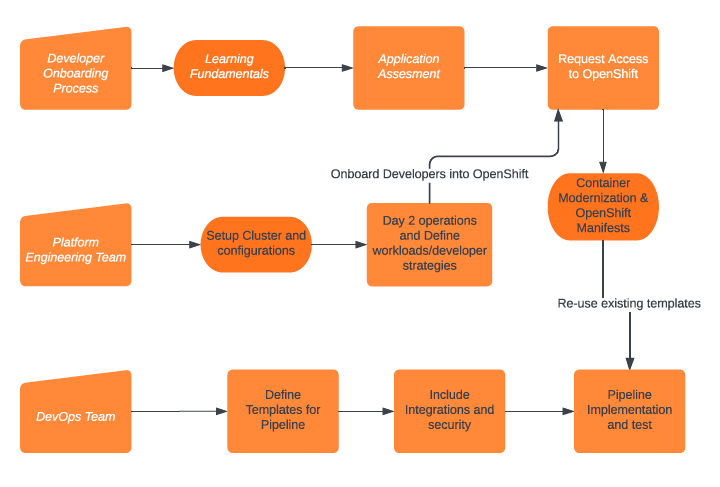 Developer
Onboarding
Process
Learning
Fundamentals
Application
Assesment
Request Access
to OpenShift
Onboard Developers into OpenShift
Container
Modernization &
OpenShift
Manifests
Platform
Engineering Team
Setup Cluster and
configurations
Day 2 operations
and Define
workloads/developer
strategies
Re-use existing templates
DevOps Team
Define
Templates for
Pipeline
Include
Integrations and
security
Pipeline
Implementation
and test